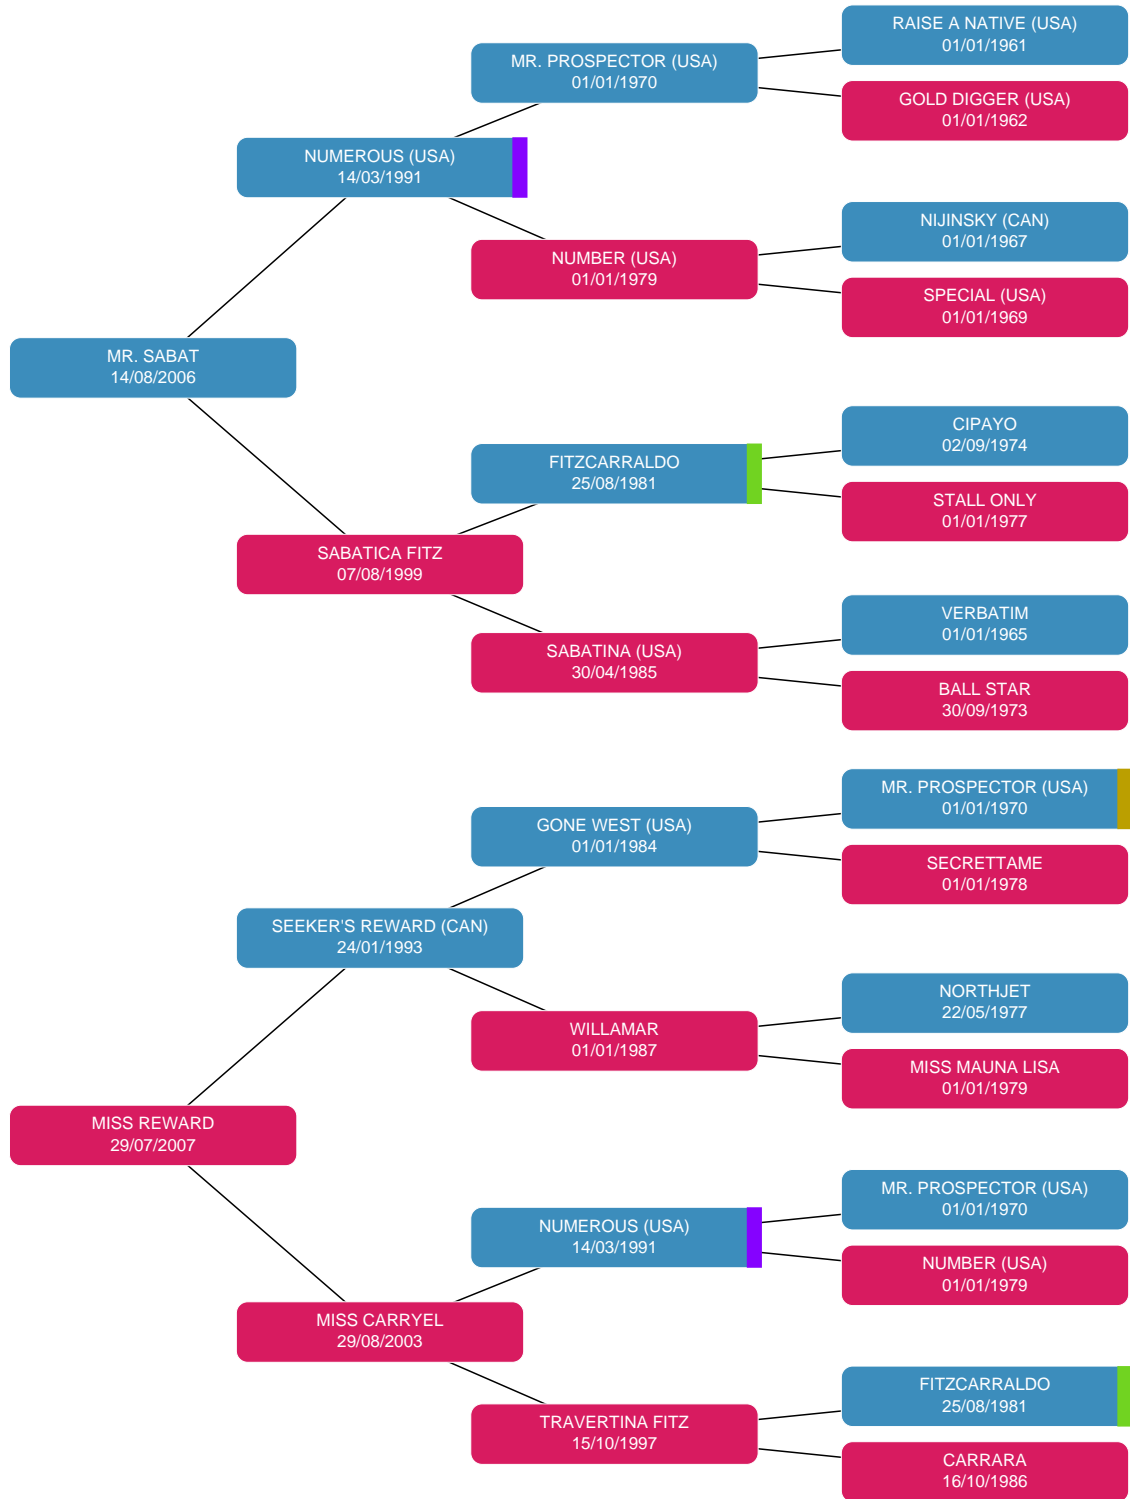 RAISE A NATIVE (USA)
01/01/1961
MR. PROSPECTOR (USA)
01/01/1970
GOLD DIGGER (USA)
01/01/1962
NUMEROUS (USA)
14/03/1991
NIJINSKY (CAN)
01/01/1967
NUMBER (USA)
01/01/1979
SPECIAL (USA)
01/01/1969
MR. SABAT
14/08/2006
CIPAYO
02/09/1974
FITZCARRALDO
25/08/1981
STALL ONLY
01/01/1977
SABATICA FITZ
07/08/1999
VERBATIM
01/01/1965
SABATINA (USA)
30/04/1985
BALL STAR
30/09/1973
MR. PROSPECTOR (USA)
01/01/1970
GONE WEST (USA)
01/01/1984
SECRETTAME
01/01/1978
SEEKER'S REWARD (CAN)
24/01/1993
NORTHJET
22/05/1977
WILLAMAR
01/01/1987
MISS MAUNA LISA
01/01/1979
MISS REWARD
29/07/2007
MR. PROSPECTOR (USA)
01/01/1970
NUMEROUS (USA)
14/03/1991
NUMBER (USA)
01/01/1979
MISS CARRYEL
29/08/2003
FITZCARRALDO
25/08/1981
TRAVERTINA FITZ
15/10/1997
CARRARA
16/10/1986